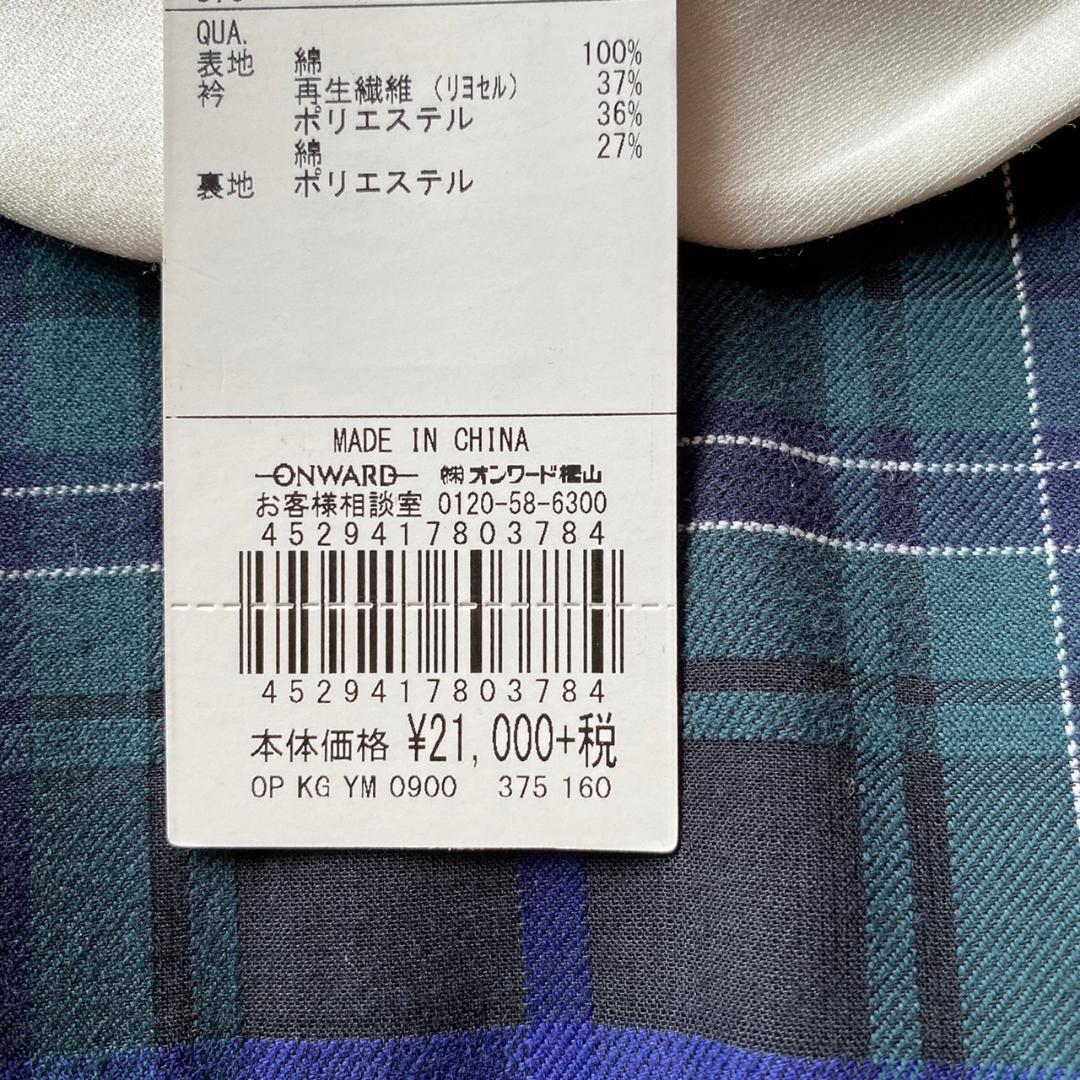 QUA.
表地 綿 100%
衿 再生繊維 (リヨセル) 37%
ポリエステル 36%
綿 27%
裏地 ポリエステル
MADE IN CHINA
ONWARD ㈱オンワード樫山
お客様相談室 0120-58-6300
4529417803784
4529417803784
本体価格 ¥21,000+税
OP KG YM 0900 375 160